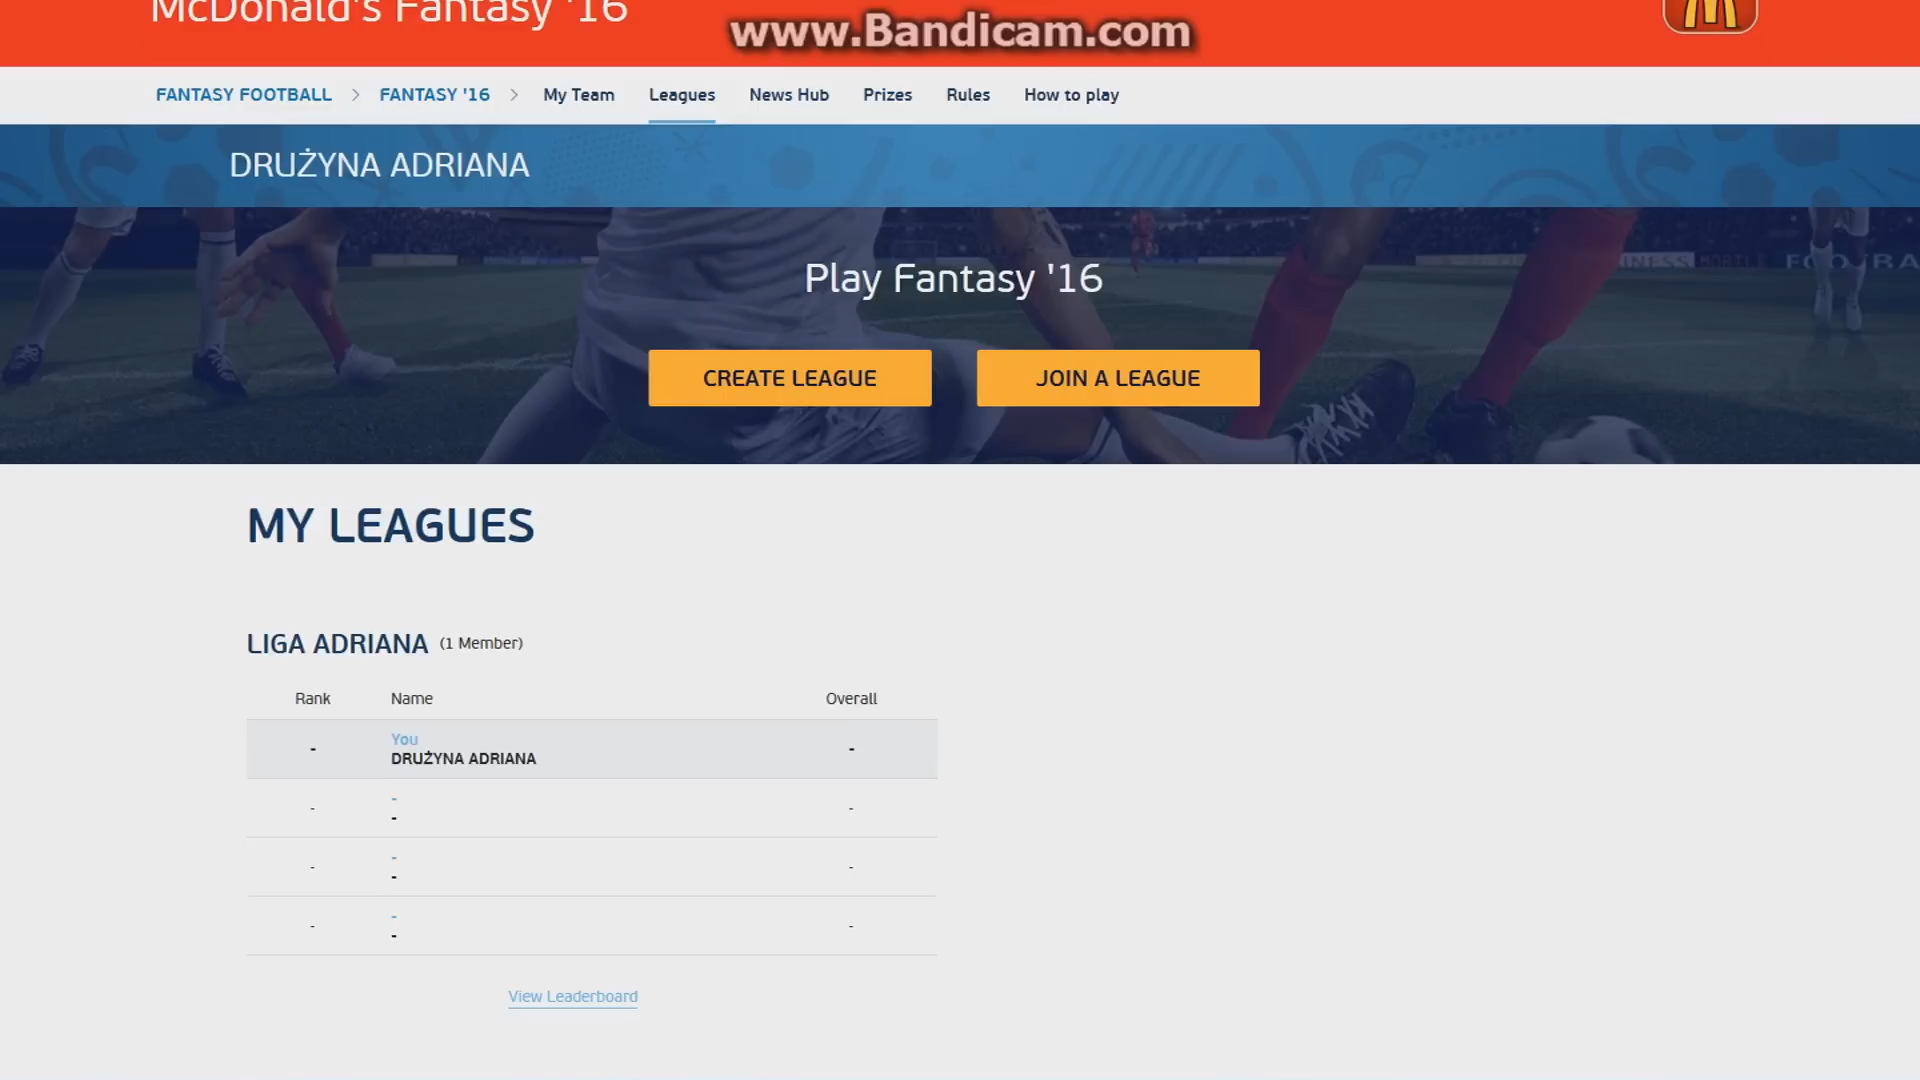 McDonald's Fantasy '16
www.Bandicam.com
FANTASY FOOTBALL > FANTASY '16 > My Team Leagues News Hub Prizes Rules How to play
DRUŻYNA ADRIANA
Play Fantasy '16
CREATE LEAGUE JOIN A LEAGUE
MY LEAGUES
LIGA ADRIANA (1 Member)
Rank Name Overall
You
- DRUŻYNA ADRIANA -
-
- - -
-
- - -
-
- - -
View Leaderboard